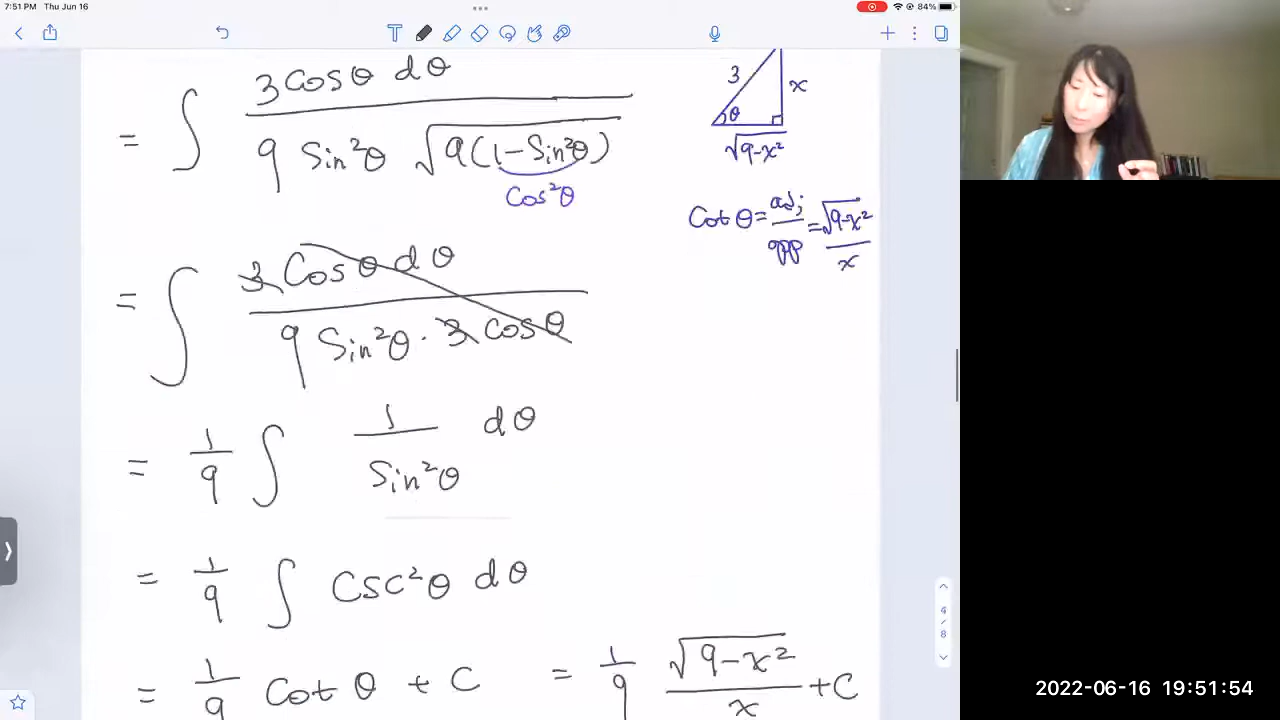 7:51 PM Thu Jun 16
84%
T
= ∫ 3 Cos θ dθ / 9 Sin²θ √9(1-Sin²θ)
Cos²θ
3
x
θ
√9-x²
Cot θ = adj/opp = √9-x² / x
= ∫ 3 Cos θ dθ / 9 Sin²θ · 3 Cos θ
= 1/9 ∫ 1/Sin²θ dθ
= 1/9 ∫ CSC²θ dθ
= 1/9 Cot θ + C = 1/9 √9-x² / x + C
4
/
8
2022-06-16 19:51:54